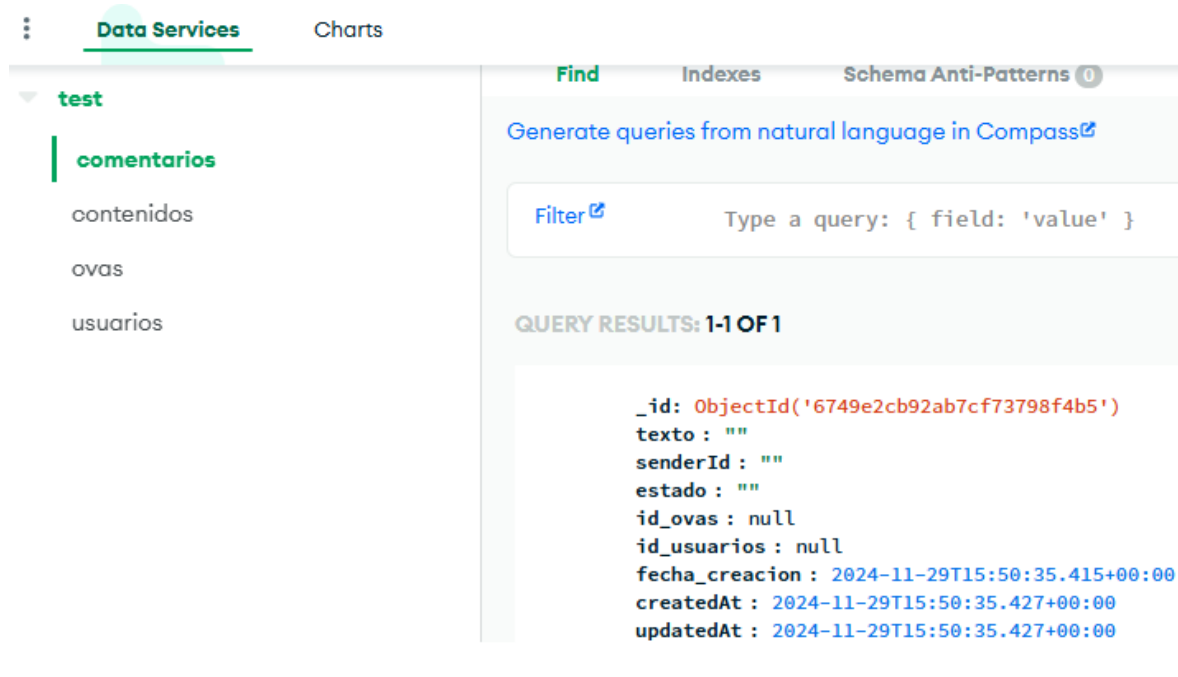 Data Services Charts
test
comentarios
contenidos
ovas
usuarios
Find Indexes Schema Anti-Patterns 0
Generate queries from natural language in Compass
Filter Type a query: { field: 'value' }
QUERY RESULTS: 1-1 OF 1
_id: ObjectId('6749e2cb92ab7cf73798f4b5')
texto : ""
senderId : ""
estado : ""
id_ovas : null
id_usuarios : null
fecha_creacion : 2024-11-29T15:50:35.415+00:00
createdAt : 2024-11-29T15:50:35.427+00:00
updatedAt : 2024-11-29T15:50:35.427+00:00